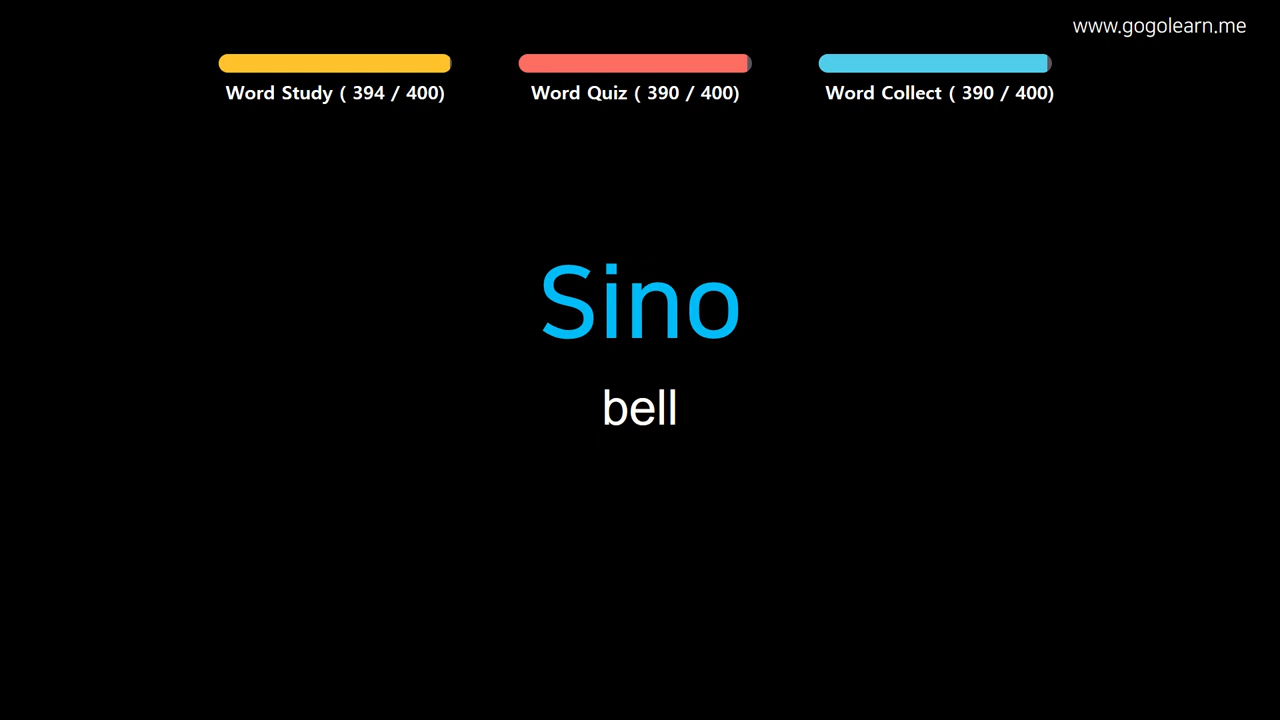 www.gogolearn.me
Word Study ( 394 / 400)
Word Quiz ( 390 / 400)
Word Collect ( 390 / 400)
Sino
bell